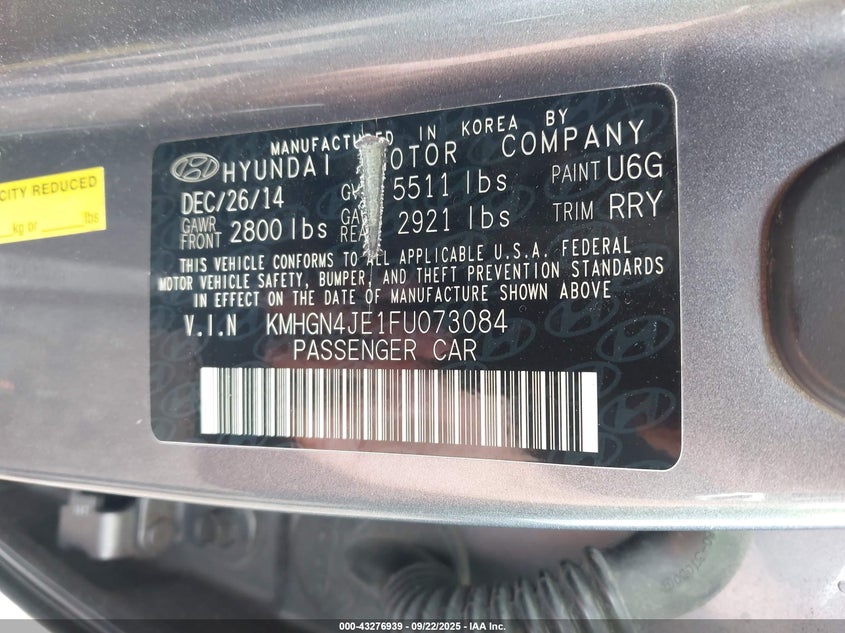 MANUFACTURED IN KOREA BY
HYUNDAI MOTOR COMPANY
DEC/26/14 5511 lbs PAINT U6G
GAWR FRONT 2800 lbs REAR 2921 lbs TRIM RRY
THIS VEHICLE CONFORMS TO ALL APPLICABLE U.S.A. FEDERAL
MOTOR VEHICLE SAFETY, BUMPER, AND THEFT PREVENTION STANDARDS
IN EFFECT ON THE DATE OF MANUFACTURE SHOWN ABOVE
V.I.N KMHGN4JE1FU073084
PASSENGER CAR
CITY REDUCED
kg or lbs
000-43276939 - 09/22/2025 - IAA Inc.